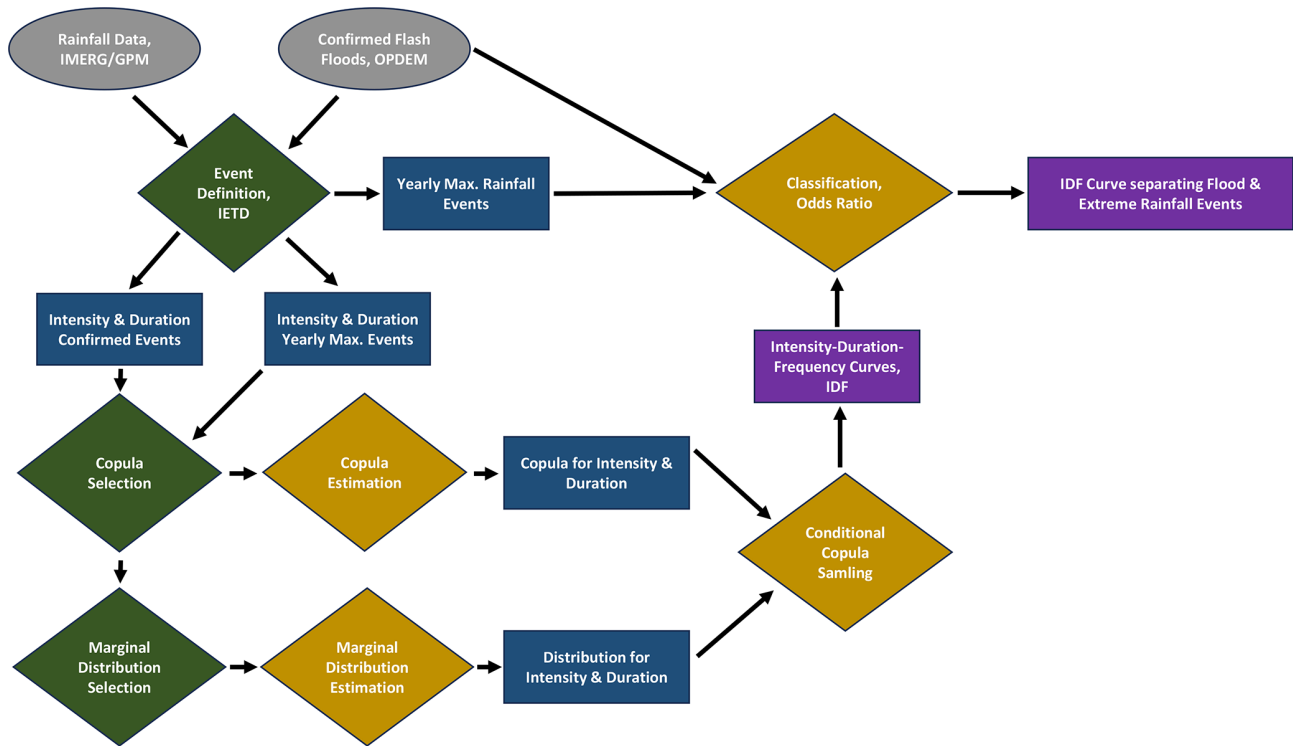 Rainfall Data,
IMERG/GPM
Confirmed Flash
Floods, OPDEM
Event
Definition,
IETD
Yearly Max. Rainfall
Events
Classification,
Odds Ratio
IDF Curve separating Flood &
Extreme Rainfall Events
Intensity & Duration
Confirmed Events
Intensity & Duration
Yearly Max. Events
Intensity-Duration-
Frequency Curves,
IDF
Copula
Selection
Copula
Estimation
Copula for Intensity &
Duration
Conditional
Copula
Samling
Marginal
Distribution
Selection
Marginal
Distribution
Estimation
Distribution for
Intensity & Duration